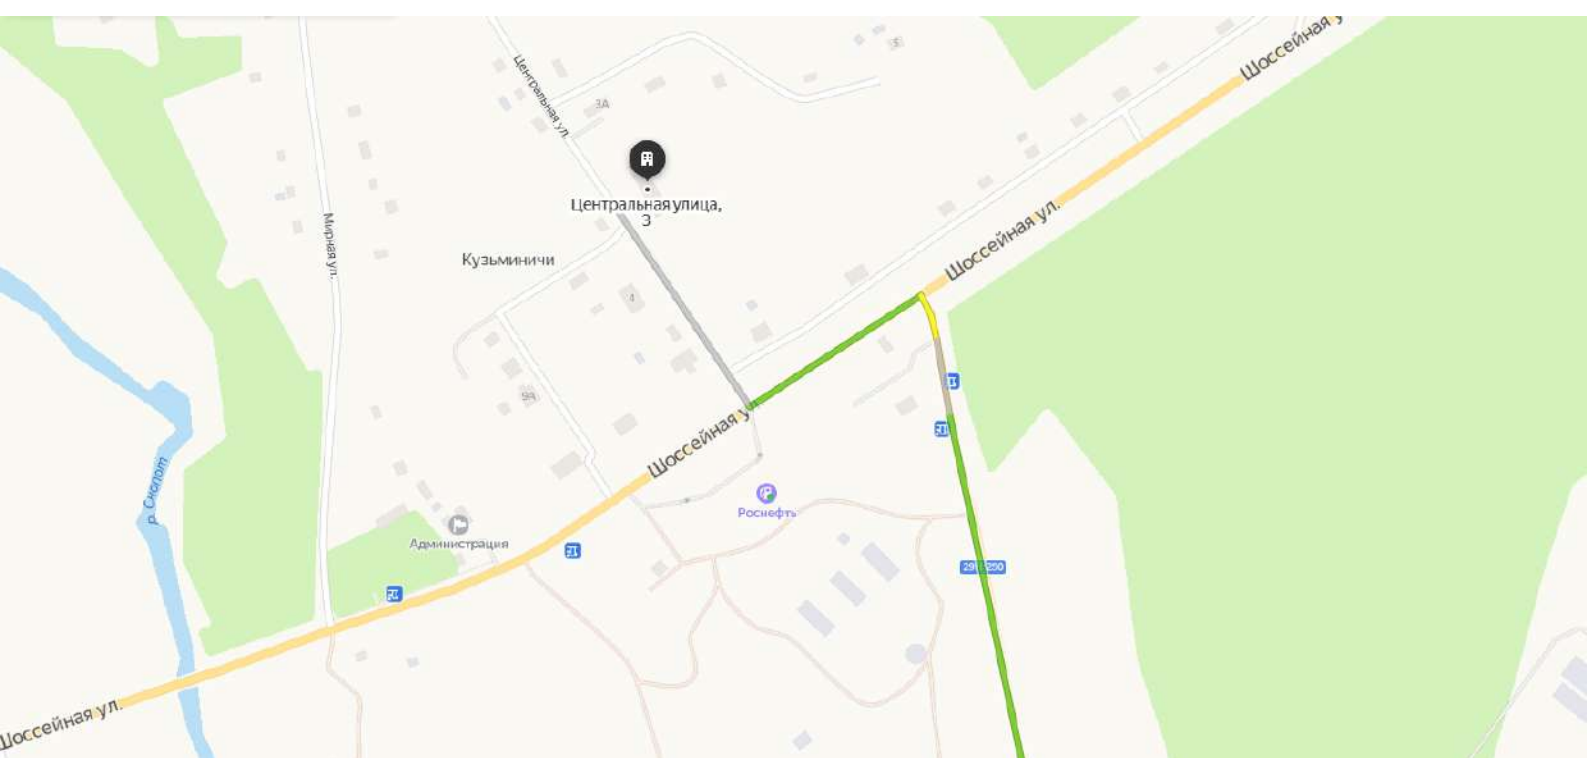 Шоссейная у
Центральная ул.
5
3А
Центральная улица,
3
Мирная ул.
Шоссейная ул.
Кузьминичи
4
9А
Шоссейная ул
р. Скопот
Роснефть
Администрация
Шоссейная ул.